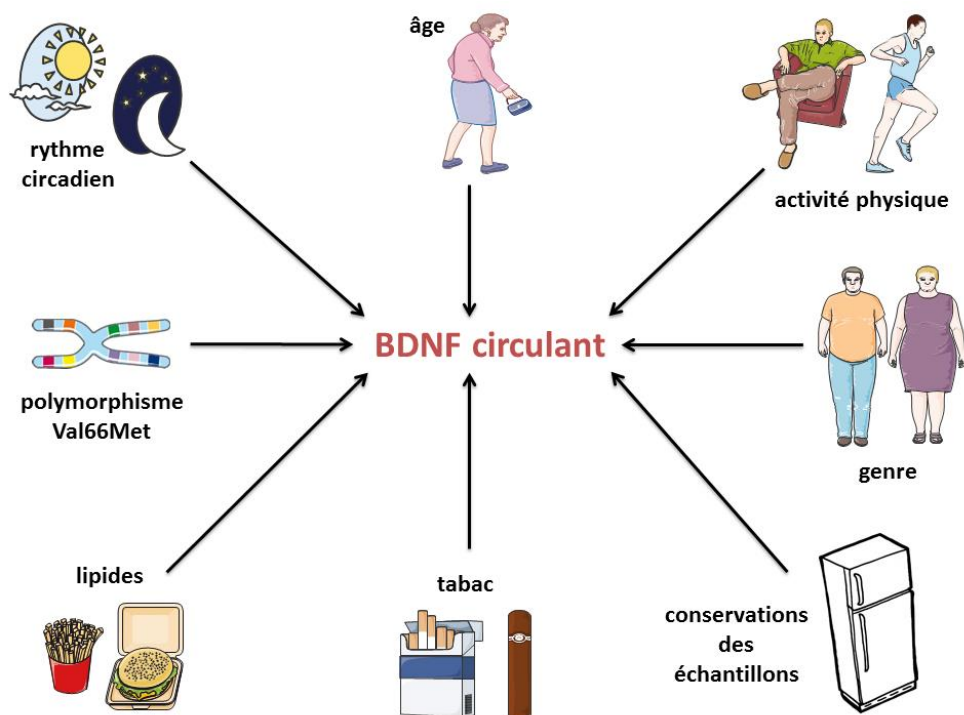 âge
rythme
circadien
activité physique
BDNF circulant
polymorphisme
Val66Met
genre
lipides
tabac
conservations
des
échantillons